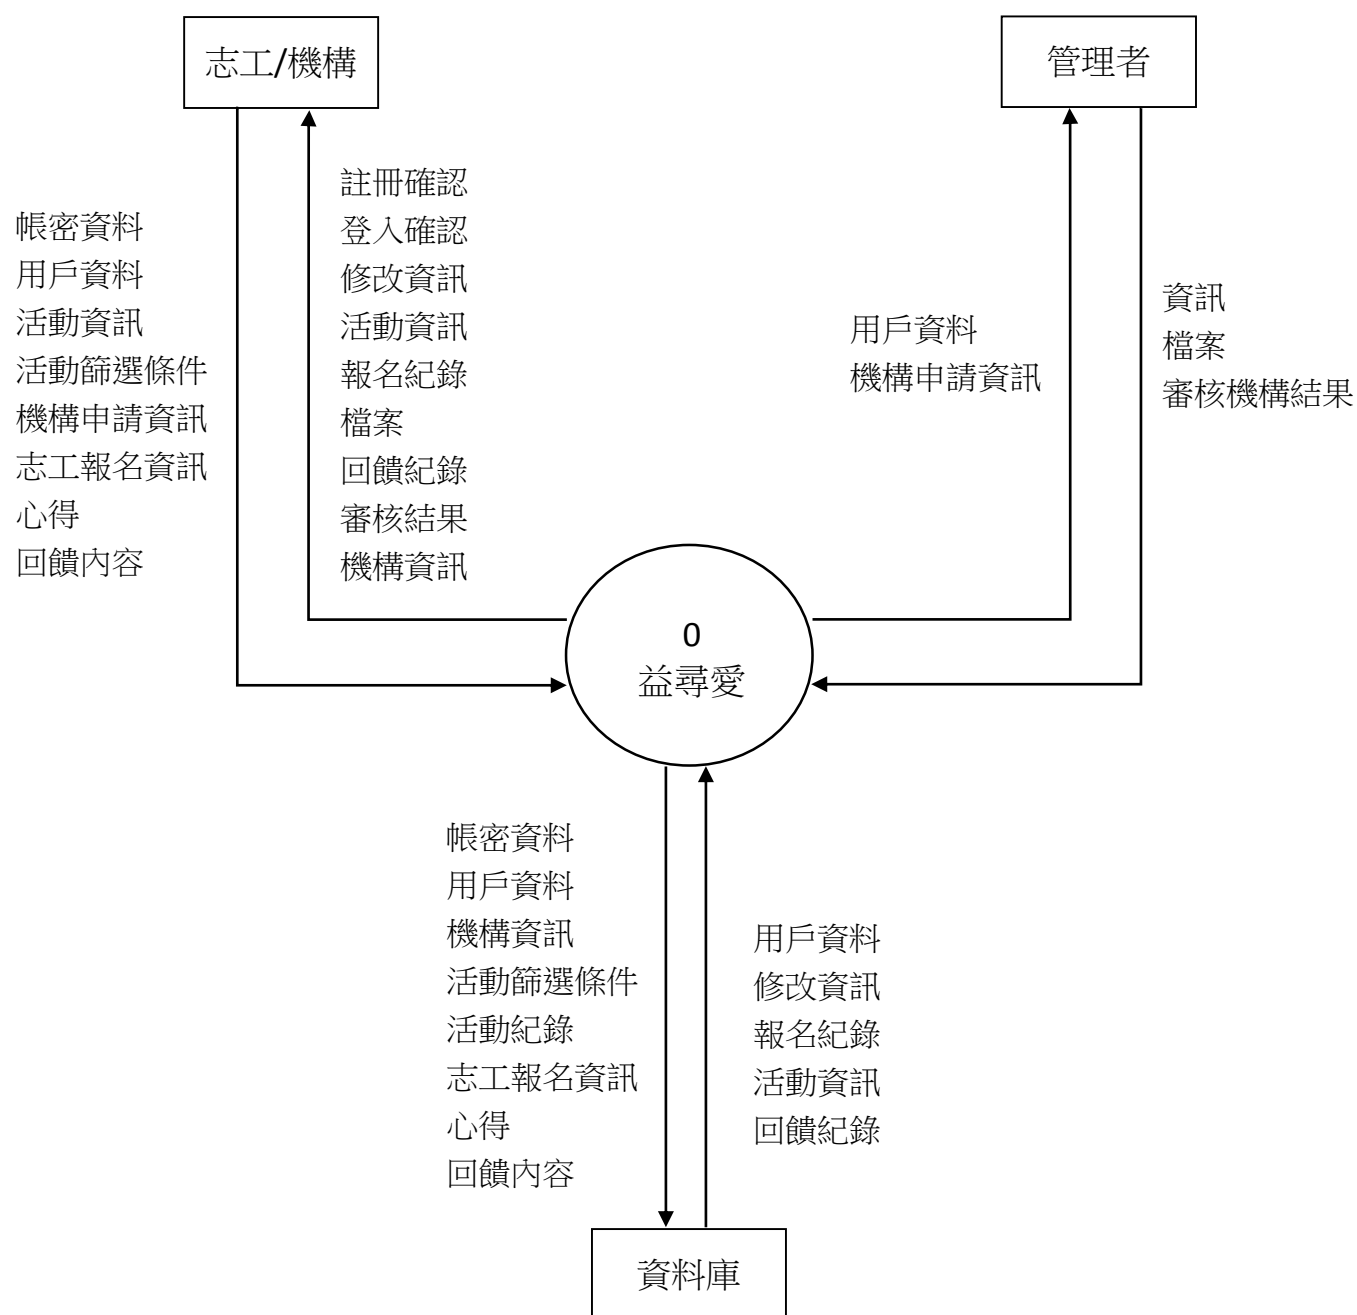 志工/機構
管理者
帳密資料
用戶資料
活動資訊
活動篩選條件
機構申請資訊
志工報名資訊
心得
回饋內容
註冊確認
登入確認
修改資訊
活動資訊
報名紀錄
檔案
回饋紀錄
審核結果
機構資訊
用戶資料
機構申請資訊
資訊
檔案
審核機構結果
0
益尋愛
帳密資料
用戶資料
機構資訊
活動篩選條件
活動紀錄
志工報名資訊
心得
回饋內容
用戶資料
修改資訊
報名紀錄
活動資訊
回饋紀錄
資料庫